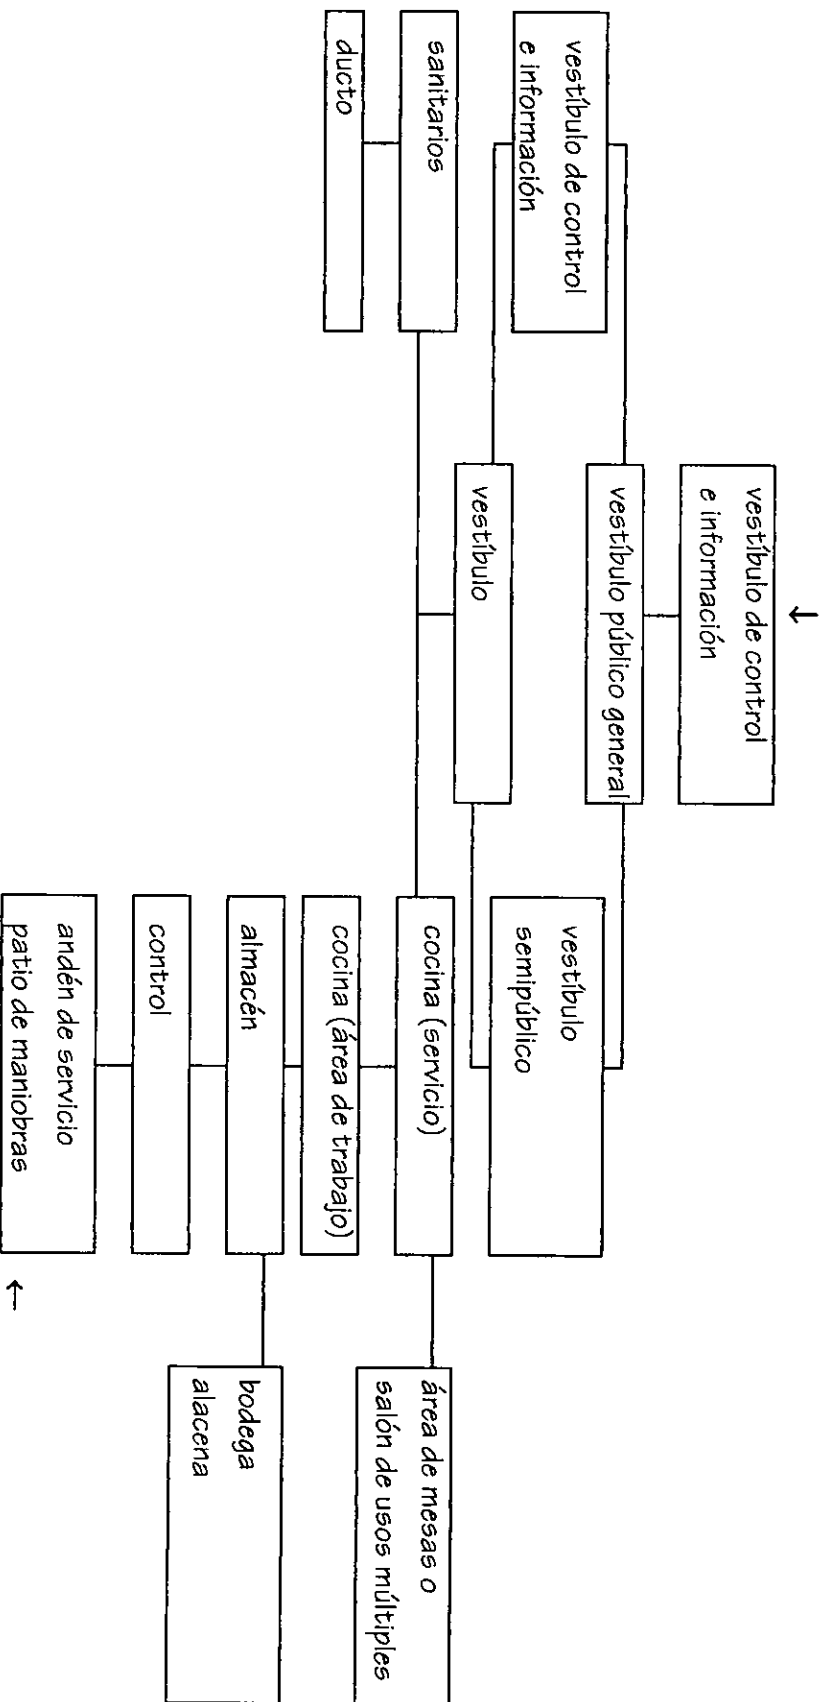 vestíbulo de control
e información
vestíbulo público general
vestíbulo de control
e información
vestíbulo
semipúblico
vestíbulo
sanitarios
ducto
cocina (servicio)
área de mesas o
salón de usos múltiples
cocina (área de trabajo)
almacén
bodega
alacena
control
andén de servicio
patio de maniobras